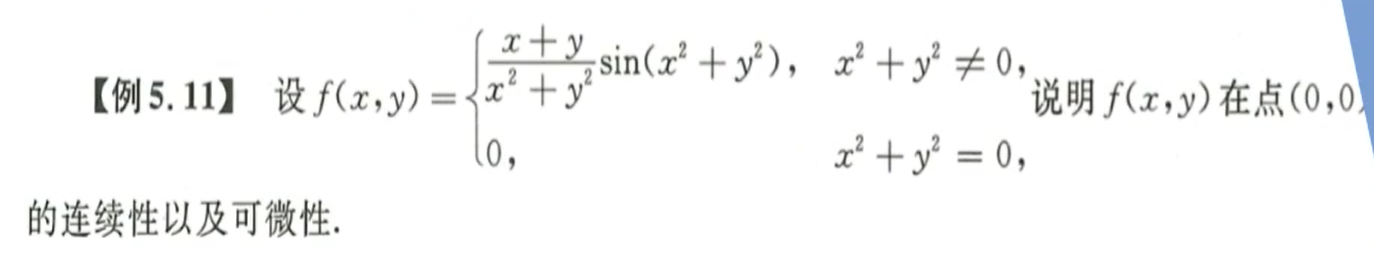 【例5.11】 设 f(x,y) = { (x+y)/(x²+y²) sin(x²+y²), x²+y² ≠ 0, 说明 f(x,y) 在点(0,0)
0, x²+y² = 0,
的连续性以及可微性.